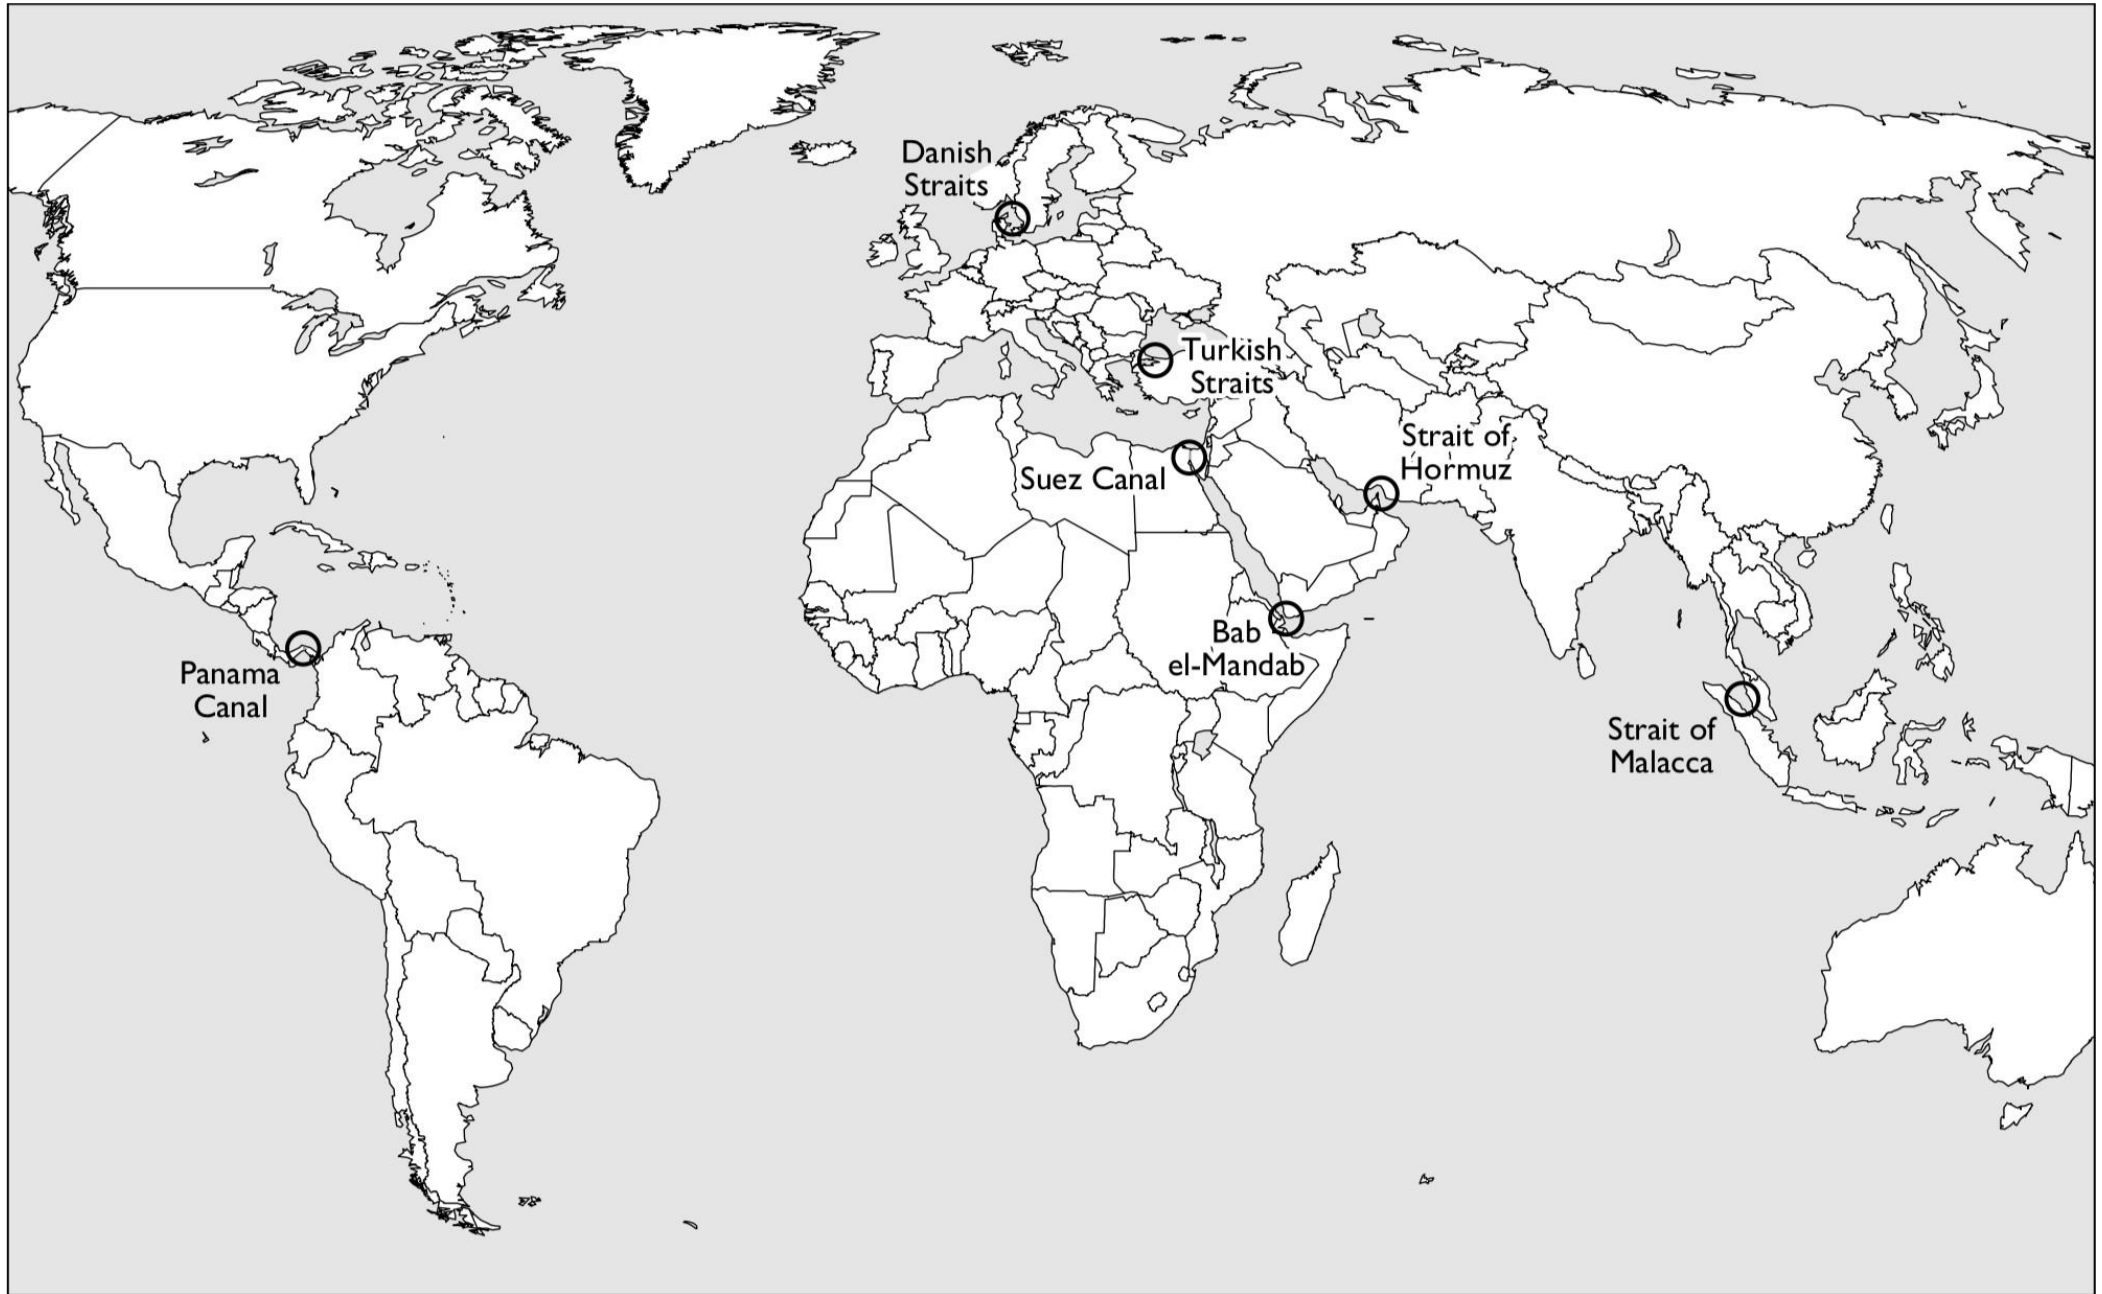 Danish
Straits
Turkish
Straits
Strait of
Hormuz
Suez Canal
Bab
el-Mandab
Panama
Canal
Strait of
Malacca